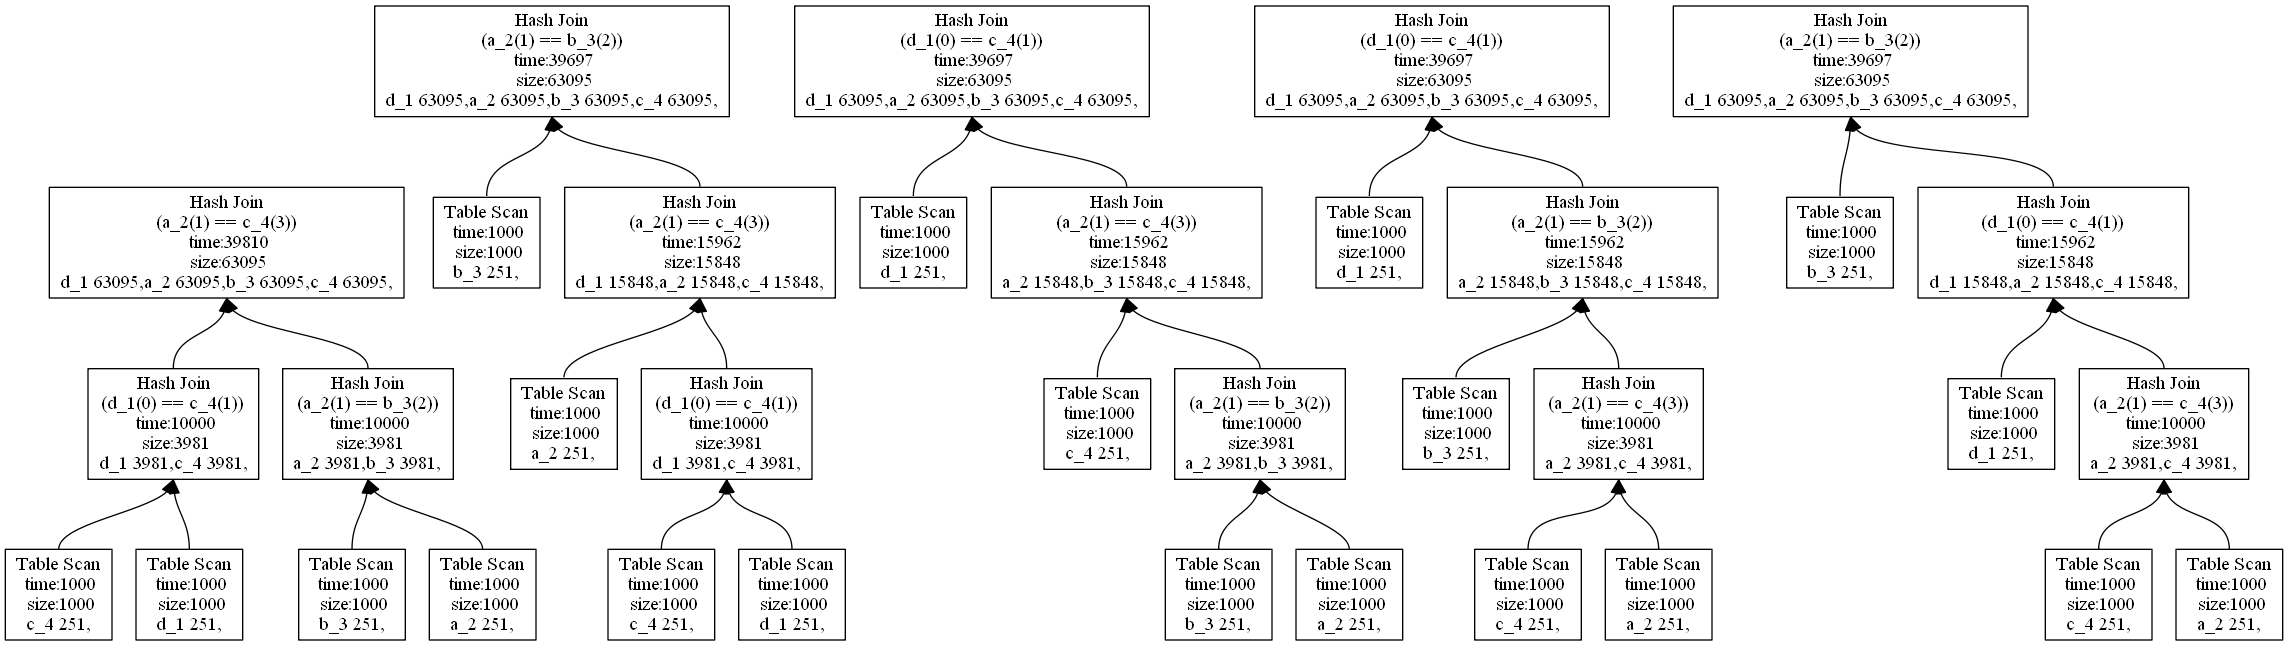 Hash Join
(a_2(1) == b_3(2))
time:39697
size:63095
d_1 63095,a_2 63095,b_3 63095,c_4 63095,
Hash Join
(d_1(0) == c_4(1))
time:39697
size:63095
d_1 63095,a_2 63095,b_3 63095,c_4 63095,
Hash Join
(d_1(0) == c_4(1))
time:39697
size:63095
d_1 63095,a_2 63095,b_3 63095,c_4 63095,
Hash Join
(a_2(1) == b_3(2))
time:39697
size:63095
d_1 63095,a_2 63095,b_3 63095,c_4 63095,
Hash Join
(a_2(1) == c_4(3))
time:39810
size:63095
d_1 63095,a_2 63095,b_3 63095,c_4 63095,
Table Scan
time:1000
size:1000
b_3 251,
Hash Join
(a_2(1) == c_4(3))
time:15962
size:15848
d_1 15848,a_2 15848,c_4 15848,
Table Scan
time:1000
size:1000
d_1 251,
Hash Join
(a_2(1) == c_4(3))
time:15962
size:15848
a_2 15848,b_3 15848,c_4 15848,
Table Scan
time:1000
size:1000
d_1 251,
Hash Join
(a_2(1) == b_3(2))
time:15962
size:15848
a_2 15848,b_3 15848,c_4 15848,
Table Scan
time:1000
size:1000
b_3 251,
Hash Join
(d_1(0) == c_4(1))
time:15962
size:15848
d_1 15848,a_2 15848,c_4 15848,
Hash Join
(d_1(0) == c_4(1))
time:10000
size:3981
d_1 3981,c_4 3981,
Hash Join
(a_2(1) == b_3(2))
time:10000
size:3981
a_2 3981,b_3 3981,
Table Scan
time:1000
size:1000
a_2 251,
Hash Join
(d_1(0) == c_4(1))
time:10000
size:3981
d_1 3981,c_4 3981,
Table Scan
time:1000
size:1000
c_4 251,
Hash Join
(a_2(1) == b_3(2))
time:10000
size:3981
a_2 3981,b_3 3981,
Table Scan
time:1000
size:1000
b_3 251,
Hash Join
(a_2(1) == c_4(3))
time:10000
size:3981
a_2 3981,c_4 3981,
Table Scan
time:1000
size:1000
d_1 251,
Hash Join
(a_2(1) == c_4(3))
time:10000
size:3981
a_2 3981,c_4 3981,
Table Scan
time:1000
size:1000
c_4 251,
Table Scan
time:1000
size:1000
d_1 251,
Table Scan
time:1000
size:1000
b_3 251,
Table Scan
time:1000
size:1000
a_2 251,
Table Scan
time:1000
size:1000
c_4 251,
Table Scan
time:1000
size:1000
d_1 251,
Table Scan
time:1000
size:1000
b_3 251,
Table Scan
time:1000
size:1000
a_2 251,
Table Scan
time:1000
size:1000
c_4 251,
Table Scan
time:1000
size:1000
a_2 251,
Table Scan
time:1000
size:1000
c_4 251,
Table Scan
time:1000
size:1000
a_2 251,